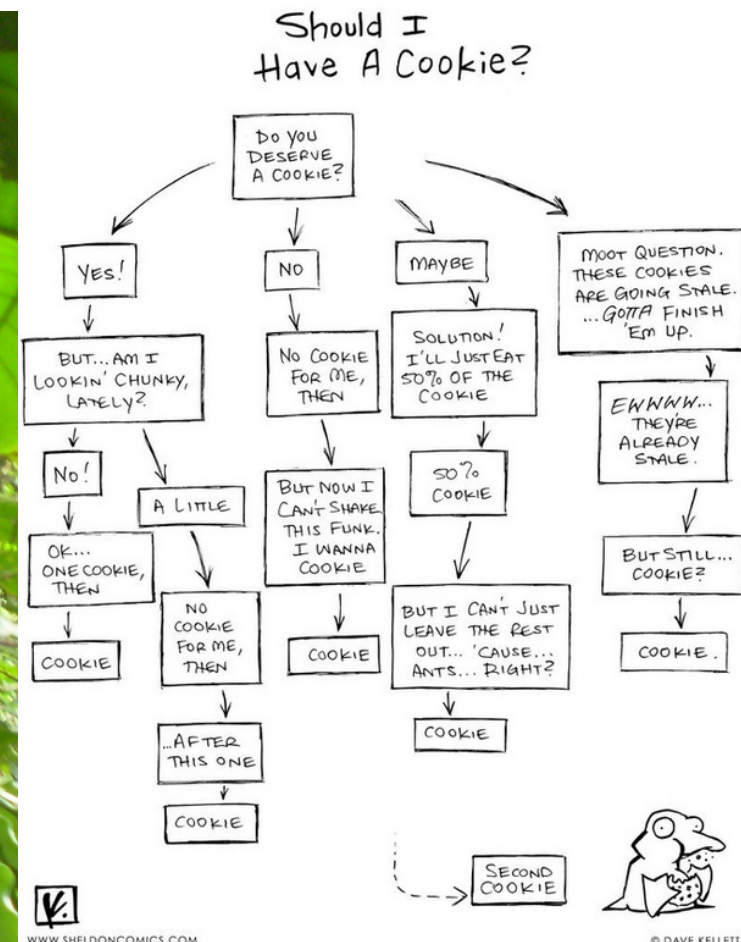 Should I
Have A Cookie?
DO YOU
DESERVE
A COOKIE?
YES!
BUT...AM I
LOOKIN' CHUNKY,
LATELY?
NO!
OK...
ONE COOKIE,
THEN
COOKIE
A LITTLE
NO
COOKIE
FOR ME,
THEN
...AFTER
THIS ONE
COOKIE
NO
NO COOKIE
FOR ME,
THEN
BUT NOW I
CAN'T SHAKE
THIS FUNK.
I WANNA
COOKIE
COOKIE
MAYBE
SOLUTION!
I'LL JUST EAT
50% OF THE
COOKIE
50%
COOKIE
BUT I CAN'T JUST
LEAVE THE REST
OUT... 'CAUSE...
ANTS... RIGHT?
COOKIE
MOOT QUESTION.
THESE COOKIES
ARE GOING STALE.
...GOTTA FINISH
'EM UP.
EWWWW...
THEY'RE
ALREADY
STALE.
BUT STILL...
COOKIE?
COOKIE.
SECOND
COOKIE
WWW.SHELDONCOMICS.COM
© DAVE KELLETT